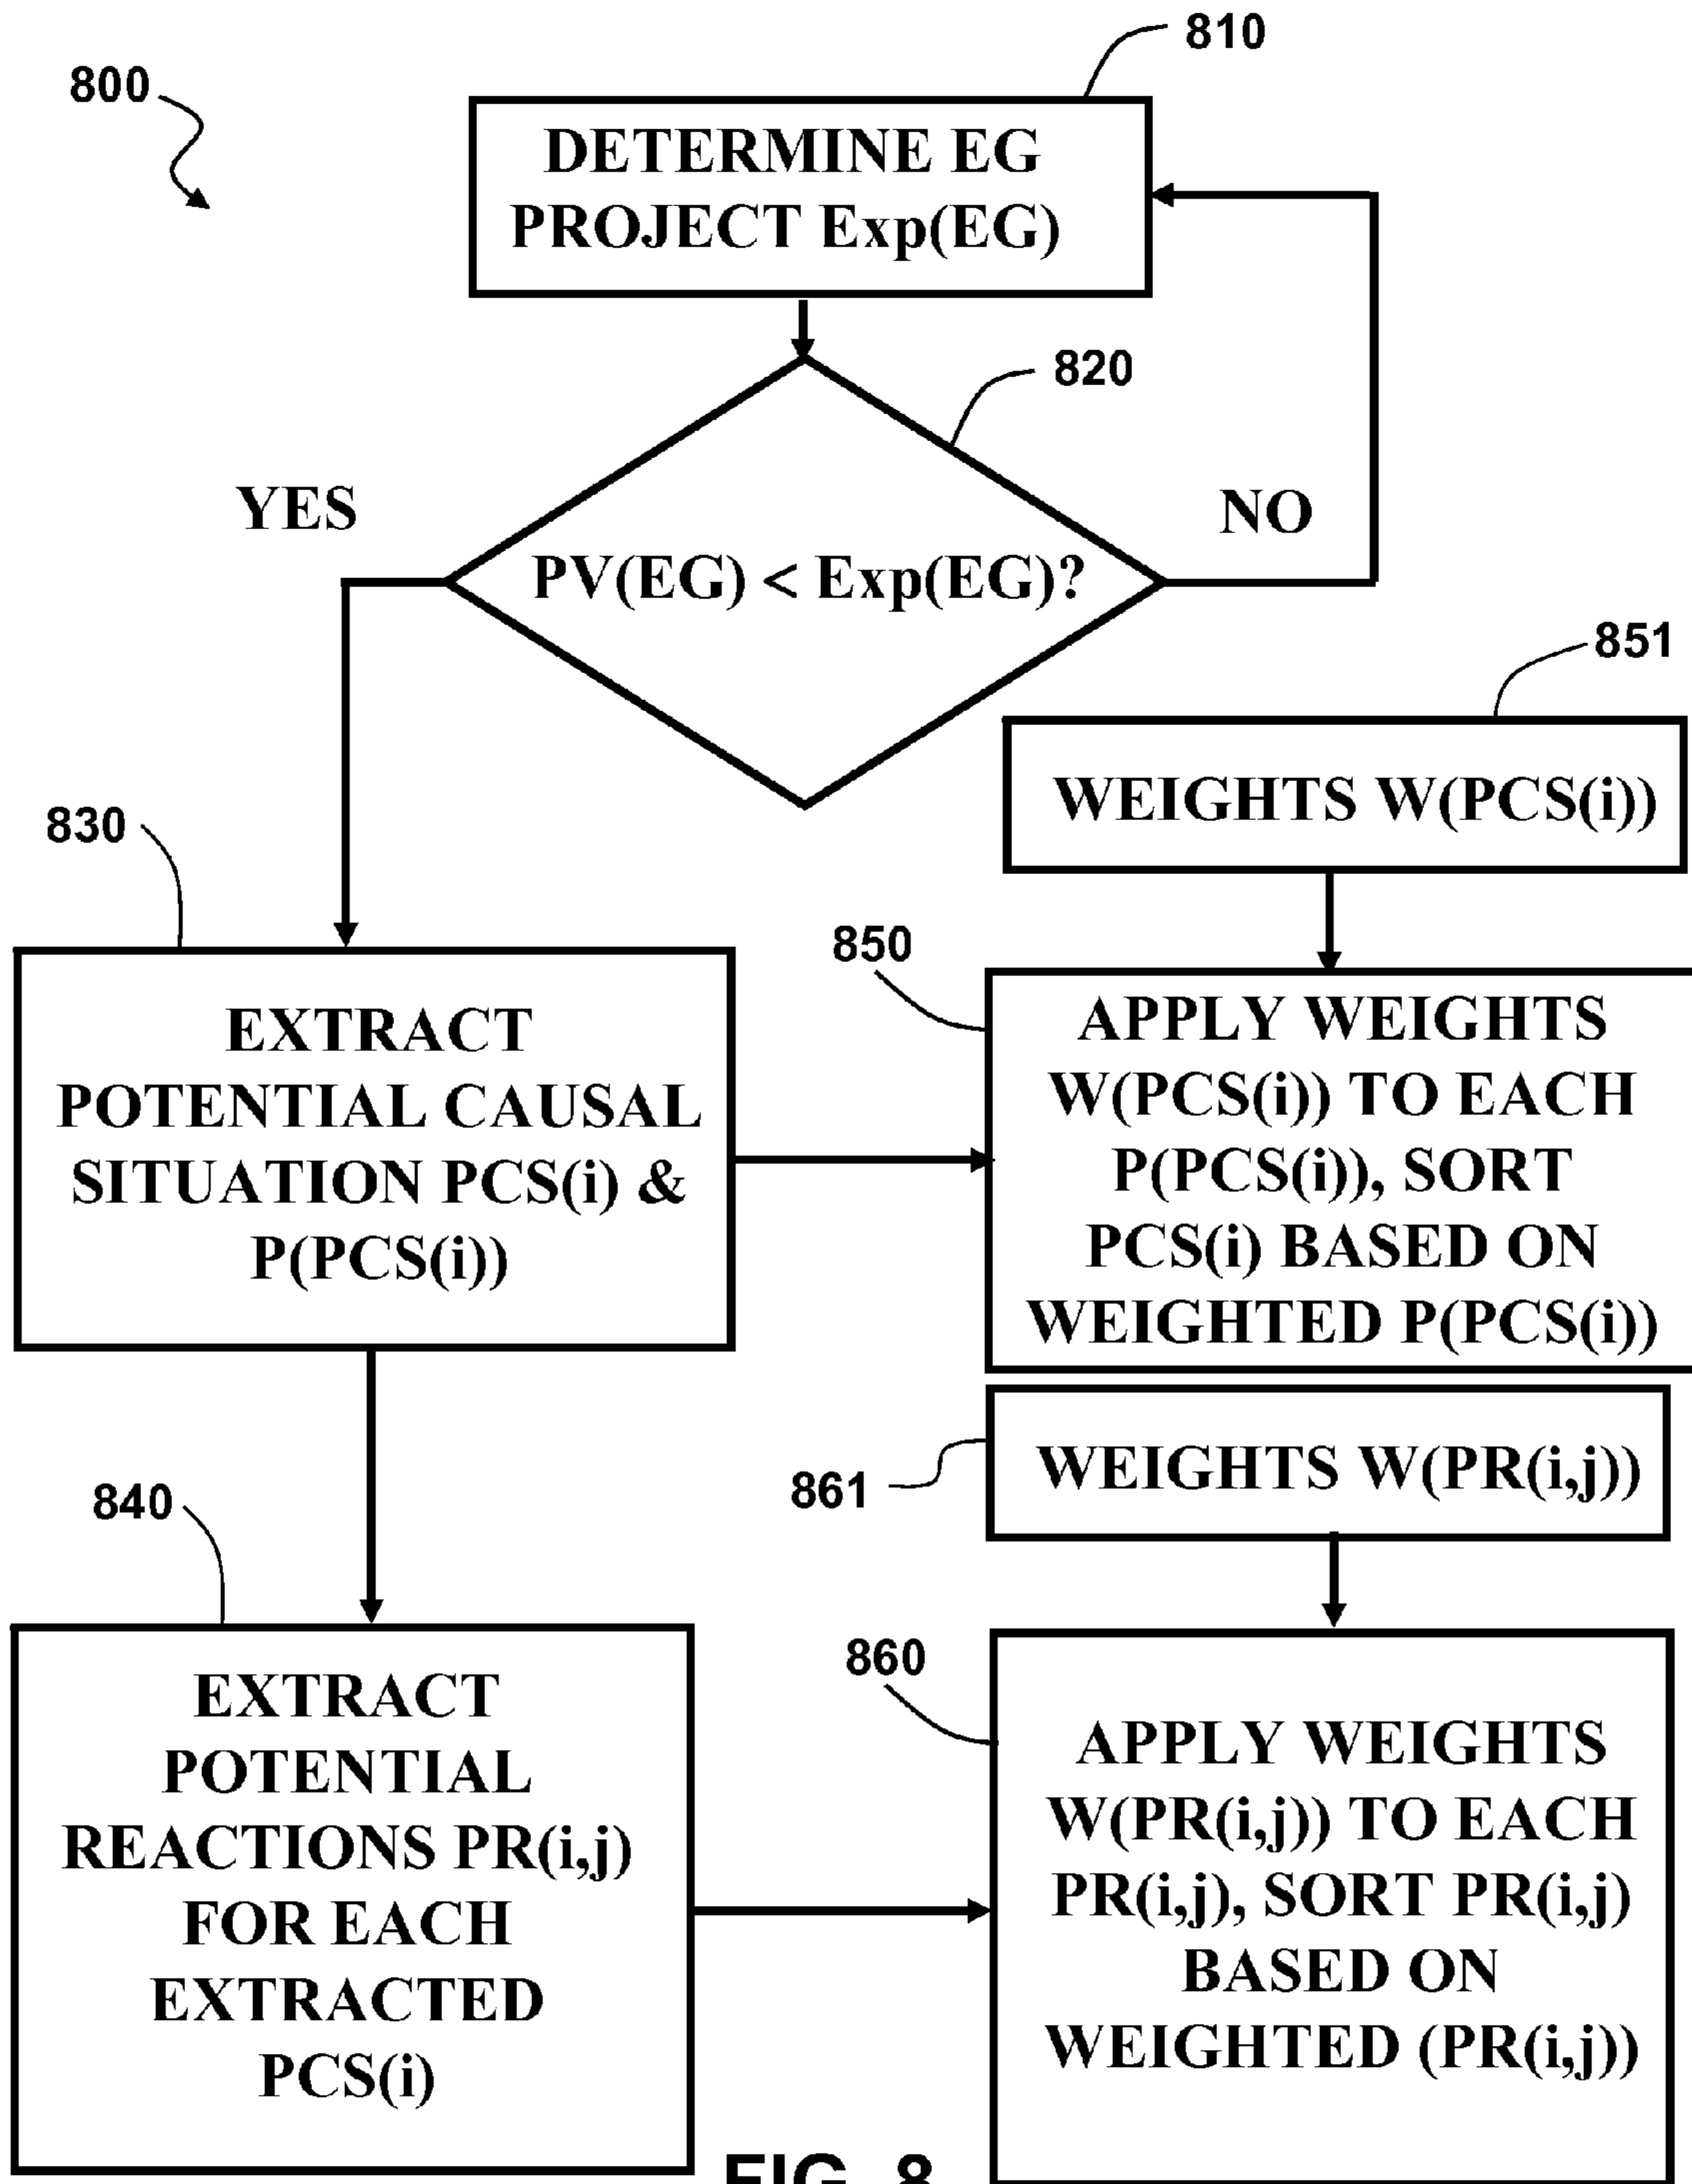 810
800
DETERMINE EG
PROJECT Exp(EG)
820
YES
NO
PV(EG) < Exp(EG)?
851
WEIGHTS W(PCS(i))
830
EXTRACT
POTENTIAL CAUSAL
SITUATION PCS(i) &
P(PCS(i))
850
APPLY WEIGHTS
W(PCS(i)) TO EACH
P(PCS(i)), SORT
PCS(i) BASED ON
WEIGHTED P(PCS(i))
861
WEIGHTS W(PR(i,j))
840
EXTRACT
POTENTIAL
REACTIONS PR(i,j)
FOR EACH
EXTRACTED
PCS(i)
860
APPLY WEIGHTS
W(PR(i,j)) TO EACH
PR(i,j), SORT PR(i,j)
BASED ON
WEIGHTED (PR(i,j))
FIG. 8